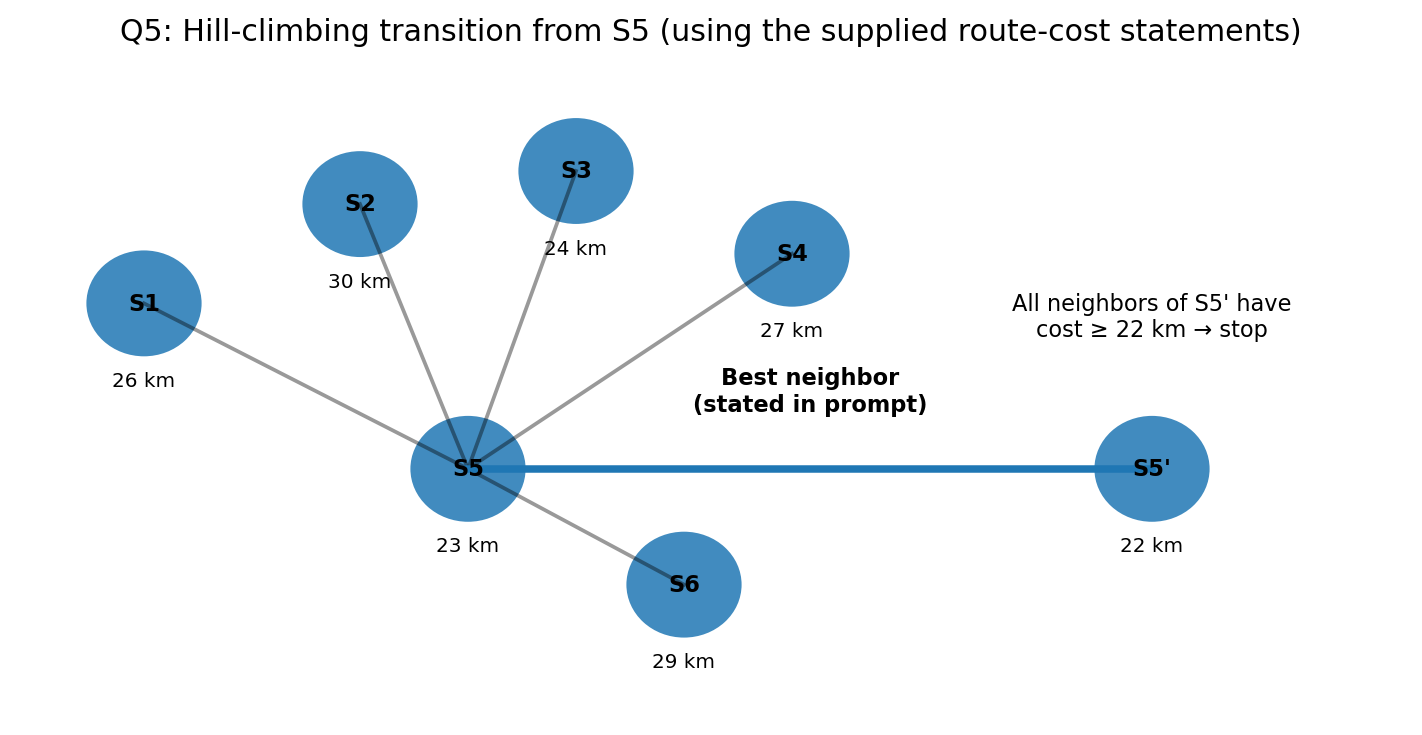 Q5: Hill-climbing transition from S5 (using the supplied route-cost statements)
S3
S2
24 km
S4
30 km
S1
All neighbors of S5' have
cost ≥ 22 km → stop
27 km
26 km
Best neighbor
(stated in prompt)
S5
S5'
23 km
22 km
S6
29 km